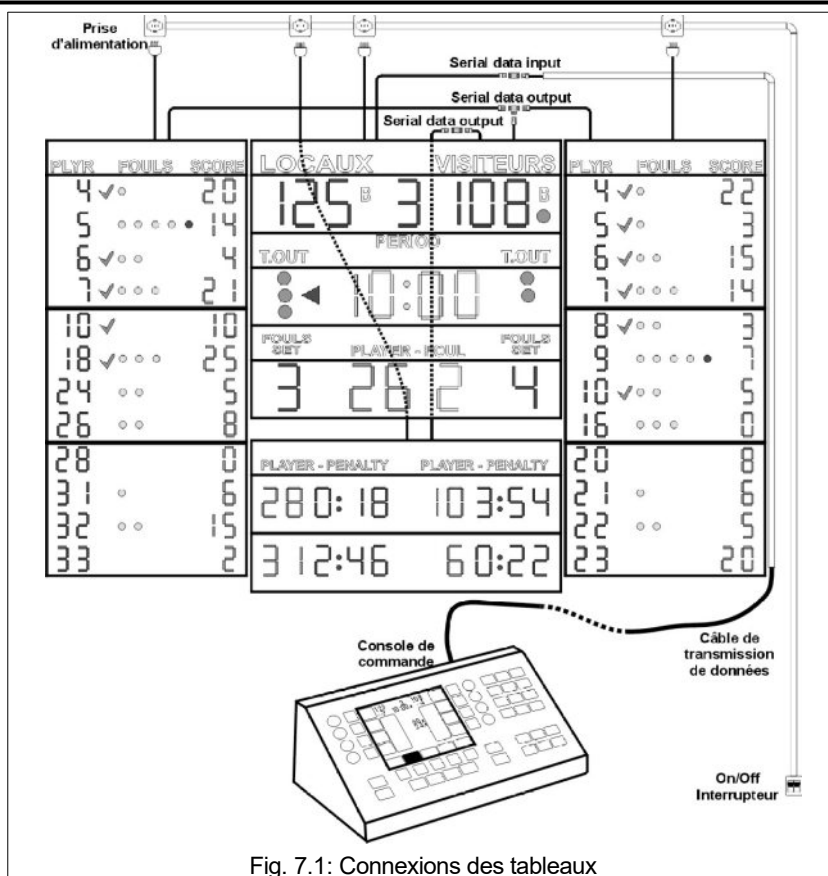 Prise
d'alimentation
Serial data input
Serial data output
Serial data output
PLYR FOULS SCORE
4 20
5 14
6 4
7 21
10 10
18 25
24 5
26 8
28 0
31 6
32 15
33 2
LOCAUX VISITEURS
125 B 3 108 B
PERIOD
T.OUT T.OUT
10:00
FOULS SET PLAYER - FOUL FOULS SET
3 26 2 4
PLAYER - PENALTY PLAYER - PENALTY
28 0:18 10 3:54
31 2:46 6 0:22
PLYR FOULS SCORE
4 22
5 3
6 15
7 14
8 3
9 7
10 5
16 0
20 8
21 6
22 5
23 20
Console de
commande
Câble de
transmission
de données
On/Off
Interrupteur
Fig. 7.1: Connexions des tableaux